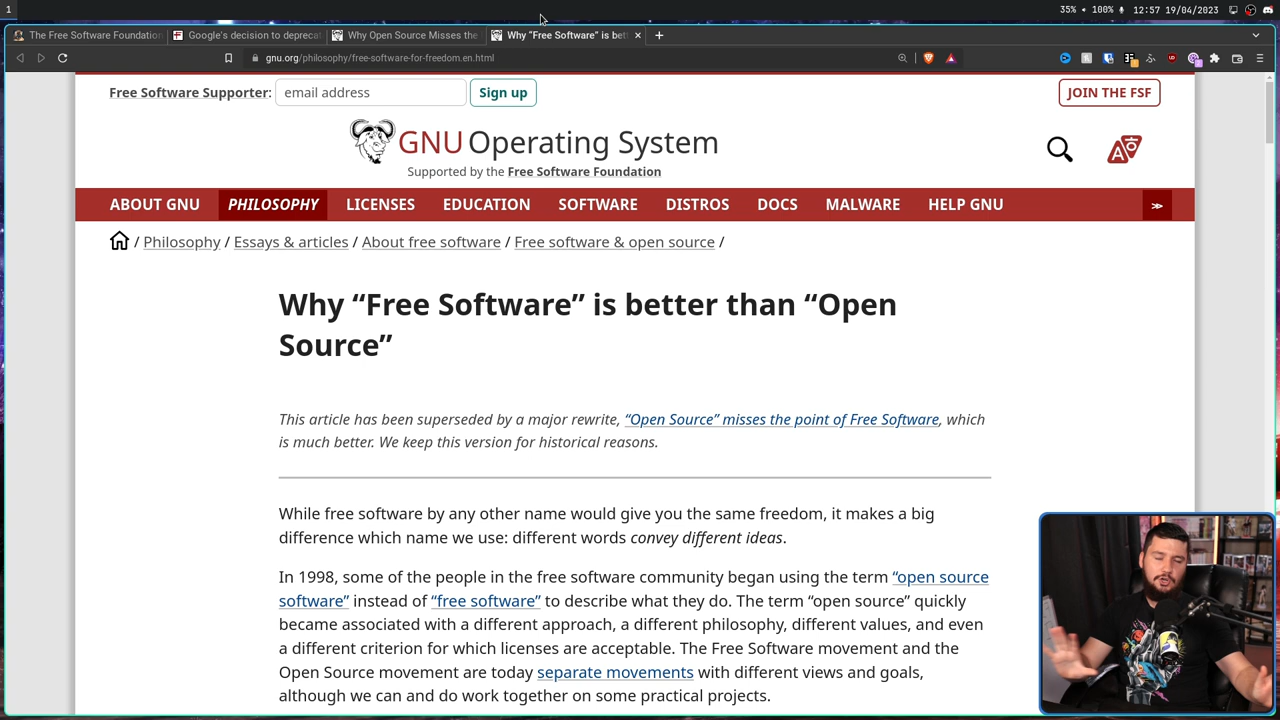 1
35% 100% 12:57 19/04/2023
The Free Software Foundation
Google's decision to deprecat
Why Open Source Misses the
Why “Free Software” is bett
gnu.org/philosophy/free-software-for-freedom.en.html
Free Software Supporter: email address Sign up
JOIN THE FSF
GNU Operating System
Supported by the Free Software Foundation
ABOUT GNU PHILOSOPHY LICENSES EDUCATION SOFTWARE DISTROS DOCS MALWARE HELP GNU
/ Philosophy / Essays & articles / About free software / Free software & open source /
Why “Free Software” is better than “Open
Source”
This article has been superseded by a major rewrite, “Open Source” misses the point of Free Software, which
is much better. We keep this version for historical reasons.
While free software by any other name would give you the same freedom, it makes a big
difference which name we use: different words convey different ideas.
In 1998, some of the people in the free software community began using the term “open source
software” instead of “free software” to describe what they do. The term “open source” quickly
became associated with a different approach, a different philosophy, different values, and even
a different criterion for which licenses are acceptable. The Free Software movement and the
Open Source movement are today separate movements with different views and goals,
although we can and do work together on some practical projects.